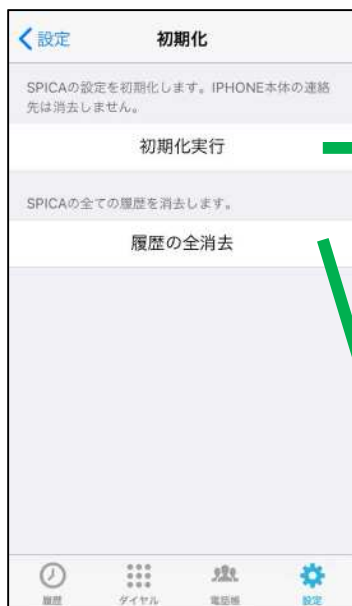 設定 初期化
SPICAの設定を初期化します。IPHONE本体の連絡
先は消去しません。
初期化実行
SPICAの全ての履歴を消去します。
履歴の全消去
履歴 ダイヤル 電話帳 設定